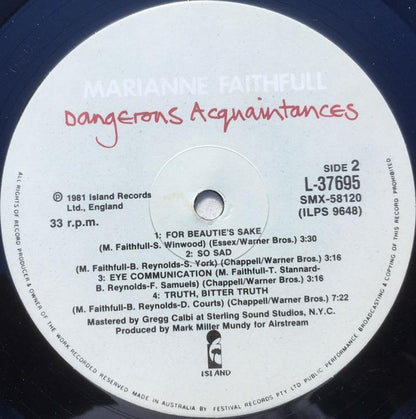 MARIANNE FAITHFULL
Dangerous Acquaintances
SIDE 2
L-37695
SMX-58120
(ILPS 9648)
℗ 1981 Island Records
Ltd., England
33 r.p.m.
1: FOR BEAUTIE'S SAKE
(M. Faithfull-S. Winwood) (Essex/Warner Bros.) 3:30
2: SO SAD
(M. Faithfull-B. Reynolds-S. York) (Chappell/Warner Bros.) 3:16
3: EYE COMMUNICATION (M. Faithfull-T. Stannard-
B. Reynolds-F. Samuels) (Chappell/Warner Bros.) 3:16
4: TRUTH, BITTER TRUTH
(M. Faithfull-B. Reynolds-D. Courts) (Chappell/Warner Bros.) 7:22
Mastered by Gregg Calbi at Sterling Sound Studios, N.Y.C.
Produced by Mark Miller Mundy for Airstream
ISLAND
ALL RIGHTS OF RECORD PRODUCER & OWNER OF THE WORK RECORDED RESERVED. MADE IN AUSTRALIA BY FESTIVAL RECORDS PTY LTD PUBLIC PERFORMANCE BROADCASTING & COPYING OF THIS RECORD PROHIBITED